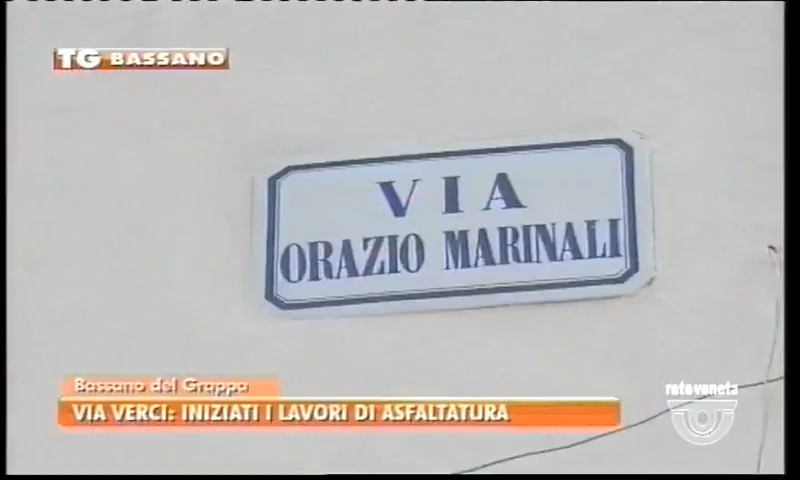 TG BASSANO
VIA
ORAZIO MARINALI
Bassano del Grappa
VIA VERCI: INIZIATI I LAVORI DI ASFALTATURA
reteveneta